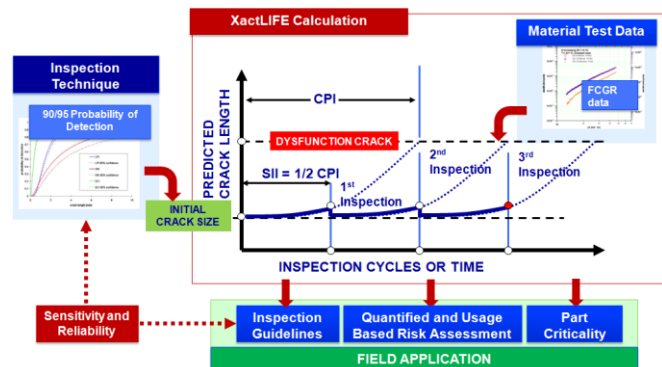 XactLIFE Calculation
Material Test Data
FCGR
data
Inspection
Technique
90/95 Probability of
Detection
INITIAL
CRACK SIZE
PREDICTED
CRACK LENGTH
CPI
DYSFUNCTION CRACK
SII = 1/2 CPI
1st
Inspection
2nd
Inspection
3rd
Inspection
INSPECTION CYCLES OR TIME
Sensitivity and
Reliability
Inspection
Guidelines
Quantified and Usage
Based Risk Assessment
Part
Criticality
FIELD APPLICATION